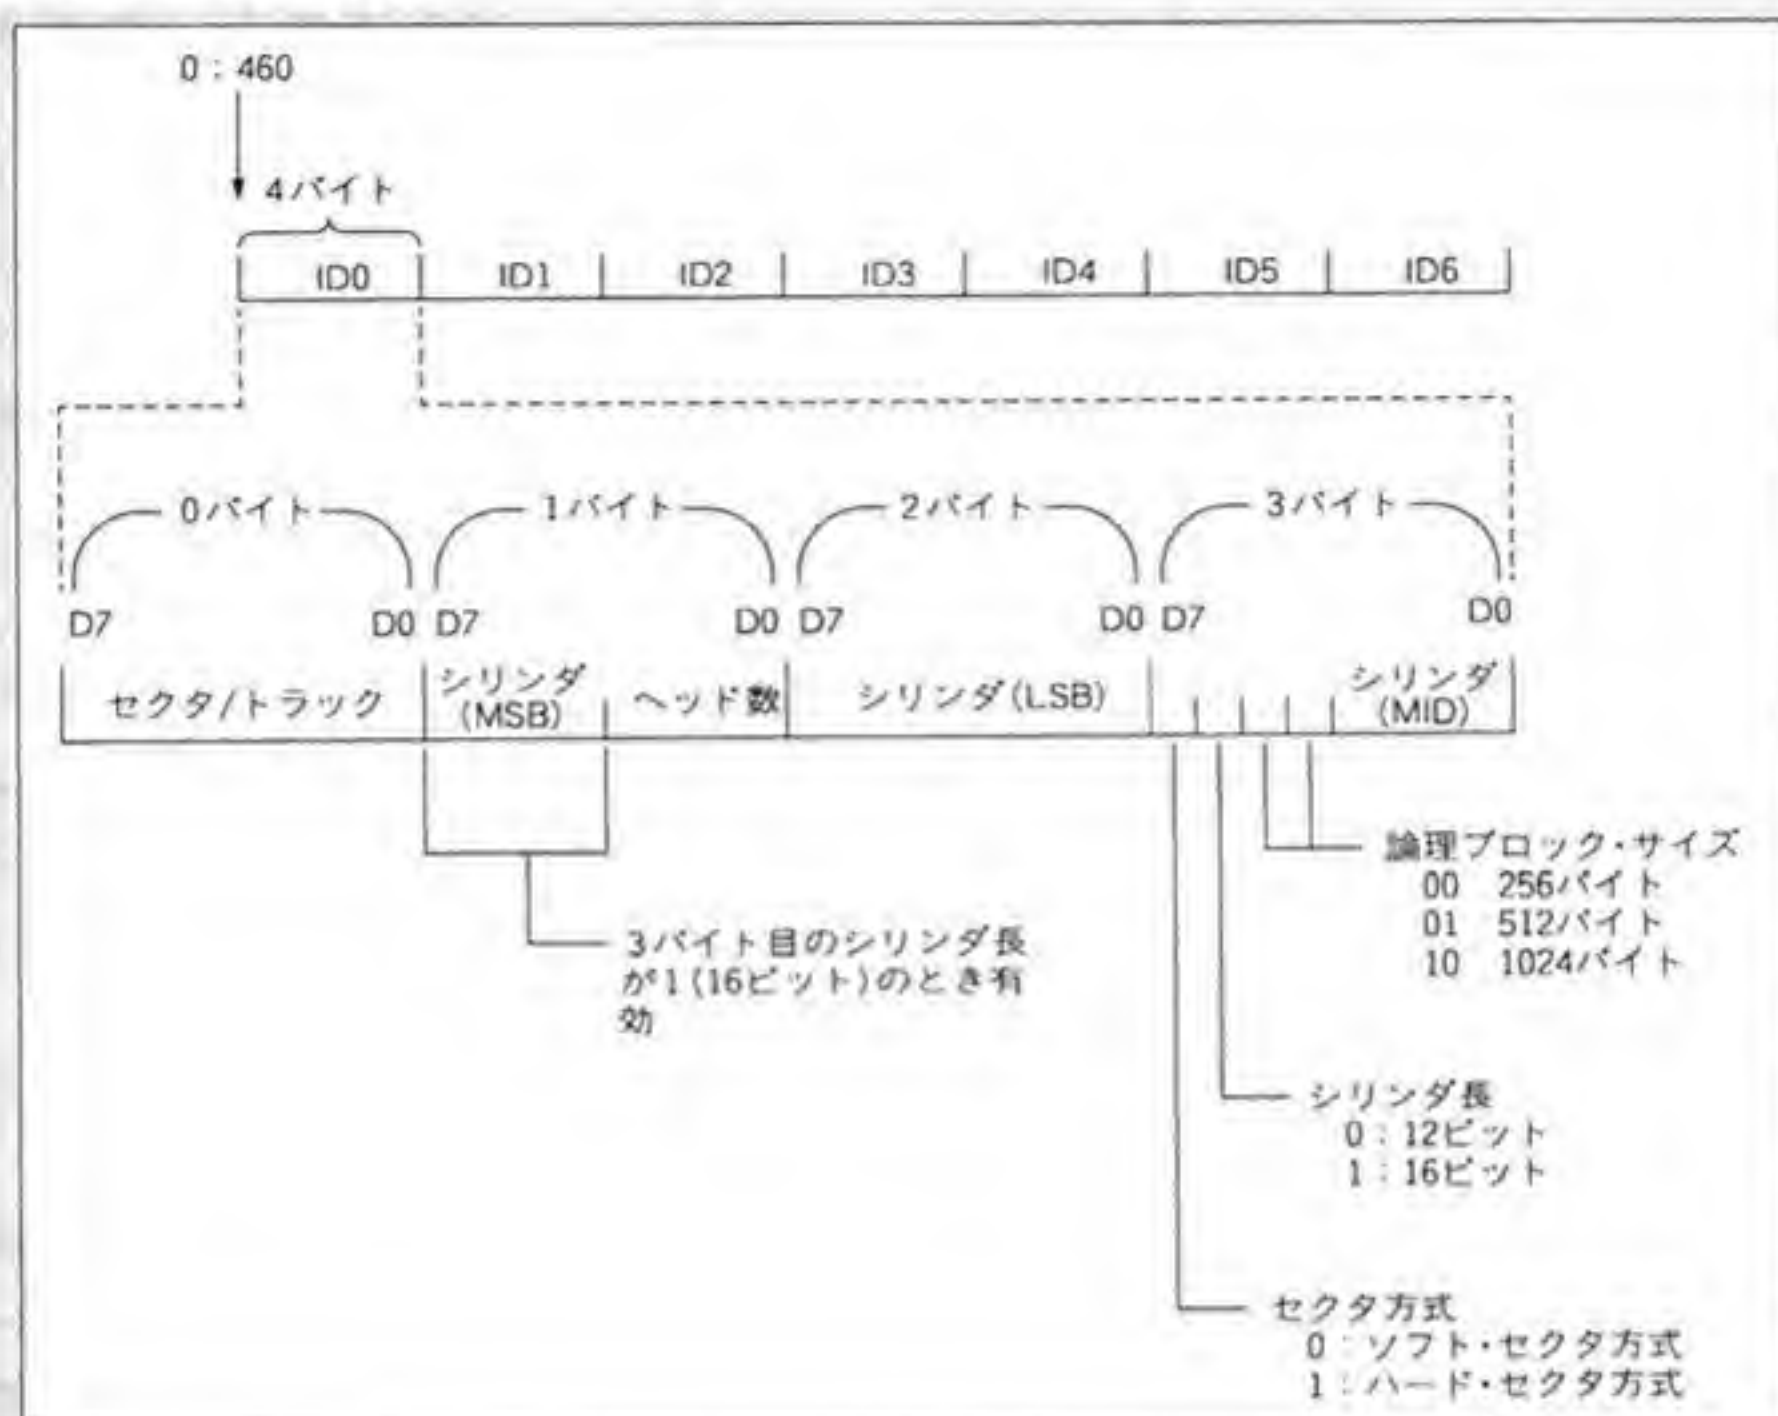 0：460
4バイト
ID0 ID1 ID2 ID3 ID4 ID5 ID6
0バイト 1バイト 2バイト 3バイト
D7 D0 D7 D0 D7 D0 D7 D0
セクタ/トラック
シリンダ
(MSB)
ヘッド数
シリンダ(LSB)
シリンダ
(MID)
論理ブロック・サイズ
00 256バイト
01 512バイト
10 1024バイト
3バイト目のシリンダ長
が1(16ビット)のとき有
効
シリンダ長
0：12ビット
1：16ビット
セクタ方式
0：ソフト・セクタ方式
1：ハード・セクタ方式